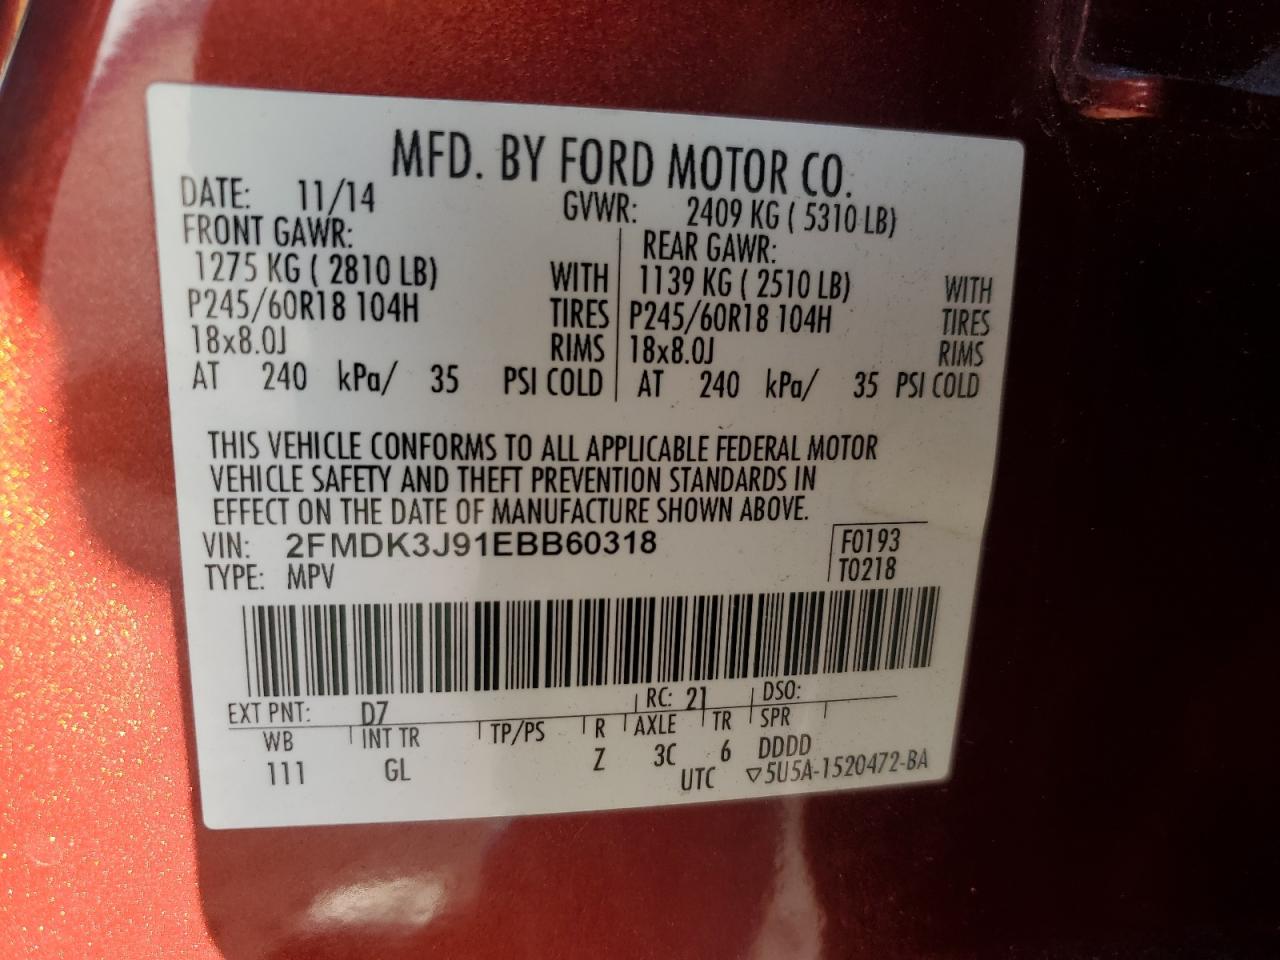 MFD. BY FORD MOTOR CO.
DATE: 11/14 GVWR: 2409 KG ( 5310 LB)
FRONT GAWR: REAR GAWR:
1275 KG ( 2810 LB) WITH 1139 KG ( 2510 LB) WITH
P245/60R18 104H TIRES P245/60R18 104H TIRES
18x8.0J RIMS 18x8.0J RIMS
AT 240 kPa/ 35 PSI COLD AT 240 kPa/ 35 PSI COLD
THIS VEHICLE CONFORMS TO ALL APPLICABLE FEDERAL MOTOR
VEHICLE SAFETY AND THEFT PREVENTION STANDARDS IN
EFFECT ON THE DATE OF MANUFACTURE SHOWN ABOVE.
VIN: 2FMDK3J91EBB60318 F0193
TYPE: MPV T0218
EXT PNT: D7 RC: 21 DSO:
WB INT TR TP/PS R AXLE TR SPR
111 GL Z 3C 6 DDDD
UTC ▽5U5A-1520472-BA